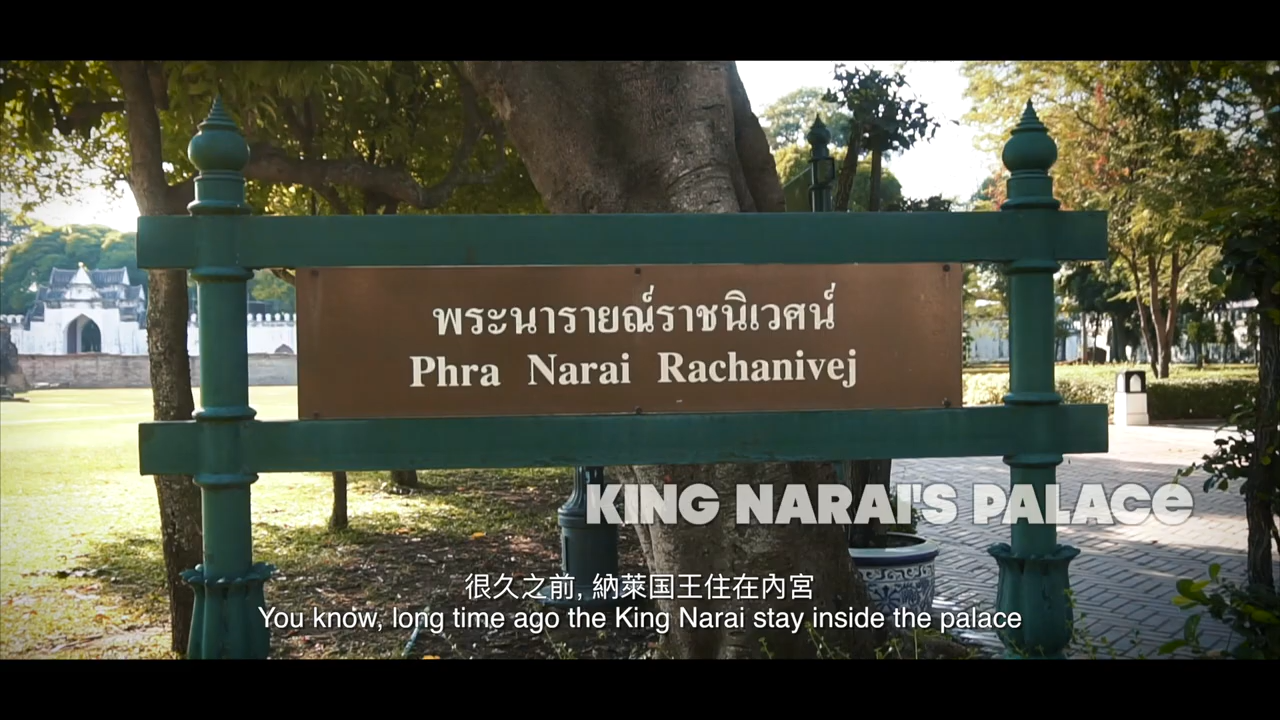 พระนารายณ์ราชนิเวศน์
Phra Narai Rachanivej
KING NARAI'S PALACE
很久之前, 納萊国王住在內宮
You know, long time ago the King Narai stay inside the palace